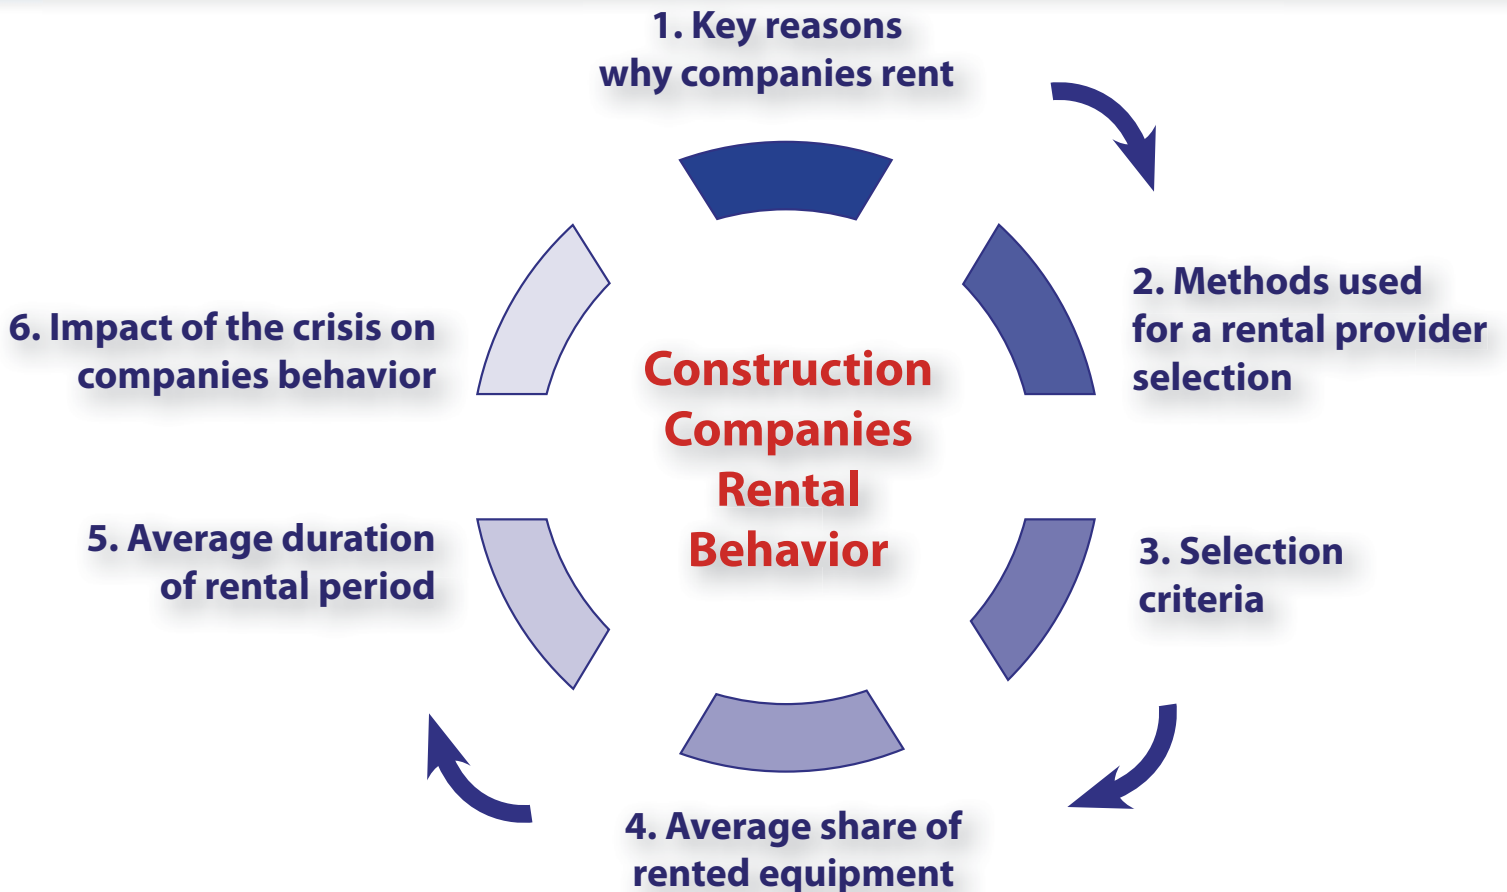 1. Key reasons
why companies rent
2. Methods used
for a rental provider
selection
3. Selection
criteria
4. Average share of
rented equipment
5. Average duration
of rental period
6. Impact of the crisis on
companies behavior
Construction
Companies
Rental
Behavior